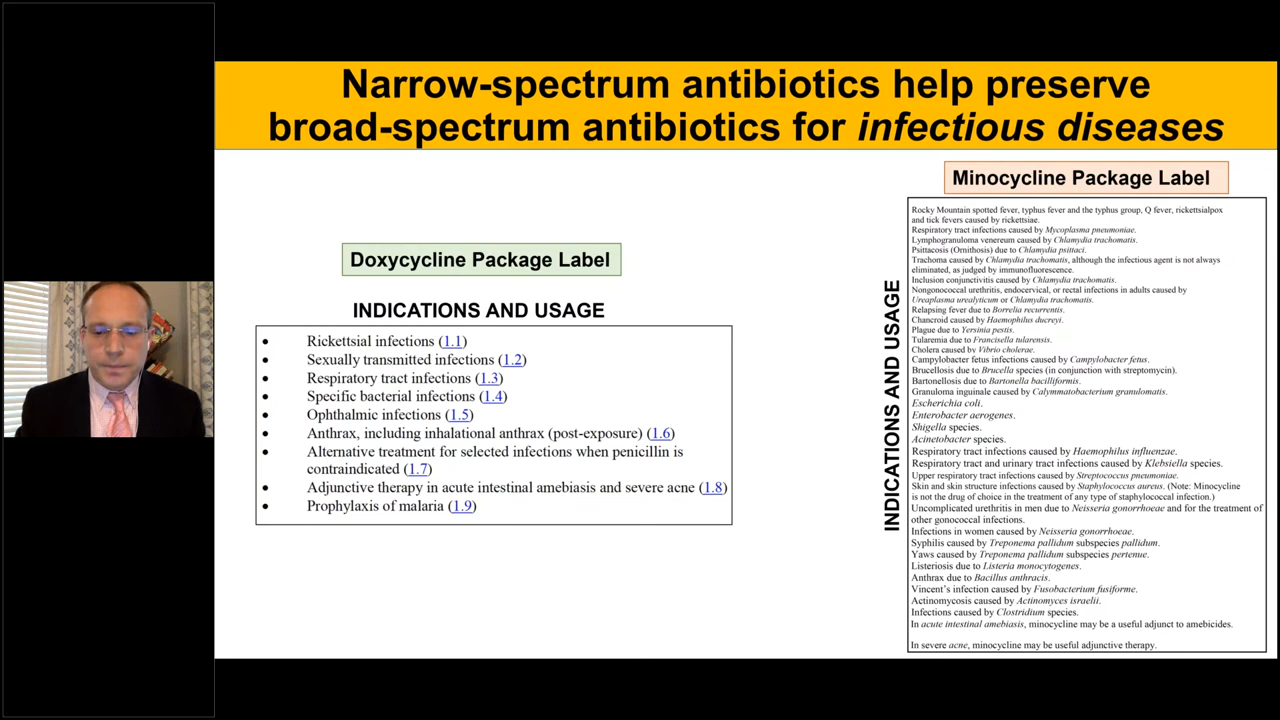 Narrow-spectrum antibiotics help preserve
broad-spectrum antibiotics for infectious diseases
Doxycycline Package Label
INDICATIONS AND USAGE
• Rickettsial infections (1.1)
• Sexually transmitted infections (1.2)
• Respiratory tract infections (1.3)
• Specific bacterial infections (1.4)
• Ophthalmic infections (1.5)
• Anthrax, including inhalational anthrax (post-exposure) (1.6)
• Alternative treatment for selected infections when penicillin is
contraindicated (1.7)
• Adjunctive therapy in acute intestinal amebiasis and severe acne (1.8)
• Prophylaxis of malaria (1.9)
Minocycline Package Label
INDICATIONS AND USAGE
Rocky Mountain spotted fever, typhus fever and the typhus group, Q fever, rickettsialpox
and tick fevers caused by rickettsiae.
Respiratory tract infections caused by Mycoplasma pneumoniae.
Lymphogranuloma venereum caused by Chlamydia trachomatis.
Psittacosis (Ornithosis) due to Chlamydia psittaci.
Trachoma caused by Chlamydia trachomatis, although the infectious agent is not always
eliminated, as judged by immunofluorescence.
Inclusion conjunctivitis caused by Chlamydia trachomatis.
Nongonococcal urethritis, endocervical, or rectal infections in adults caused by
Ureaplasma urealyticum or Chlamydia trachomatis.
Relapsing fever due to Borrelia recurrentis.
Chancroid caused by Haemophilus ducreyi.
Plague due to Yersinia pestis.
Tularemia due to Francisella tularensis.
Cholera caused by Vibrio cholerae.
Campylobacter fetus infections caused by Campylobacter fetus.
Brucellosis due to Brucella species (in conjunction with streptomycin).
Bartonellosis due to Bartonella bacilliformis.
Granuloma inguinale caused by Calymmatobacterium granulomatis.
Escherichia coli.
Enterobacter aerogenes.
Shigella species.
Acinetobacter species.
Respiratory tract infections caused by Haemophilus influenzae.
Respiratory tract and urinary tract infections caused by Klebsiella species.
Upper respiratory tract infections caused by Streptococcus pneumoniae.
Skin and skin structure infections caused by Staphylococcus aureus. (Note: Minocycline
is not the drug of choice in the treatment of any type of staphylococcal infection.)
Uncomplicated urethritis in men due to Neisseria gonorrhoeae and for the treatment of
other gonococcal infections.
Infections in women caused by Neisseria gonorrhoeae.
Syphilis caused by Treponema pallidum subspecies pallidum.
Yaws caused by Treponema pallidum subspecies pertenue.
Listeriosis due to Listeria monocytogenes.
Anthrax due to Bacillus anthracis.
Vincent's infection caused by Fusobacterium fusiforme.
Actinomycosis caused by Actinomyces israelii.
Infections caused by Clostridium species.
In acute intestinal amebiasis, minocycline may be a useful adjunct to amebicides.
In severe acne, minocycline may be useful adjunctive therapy.